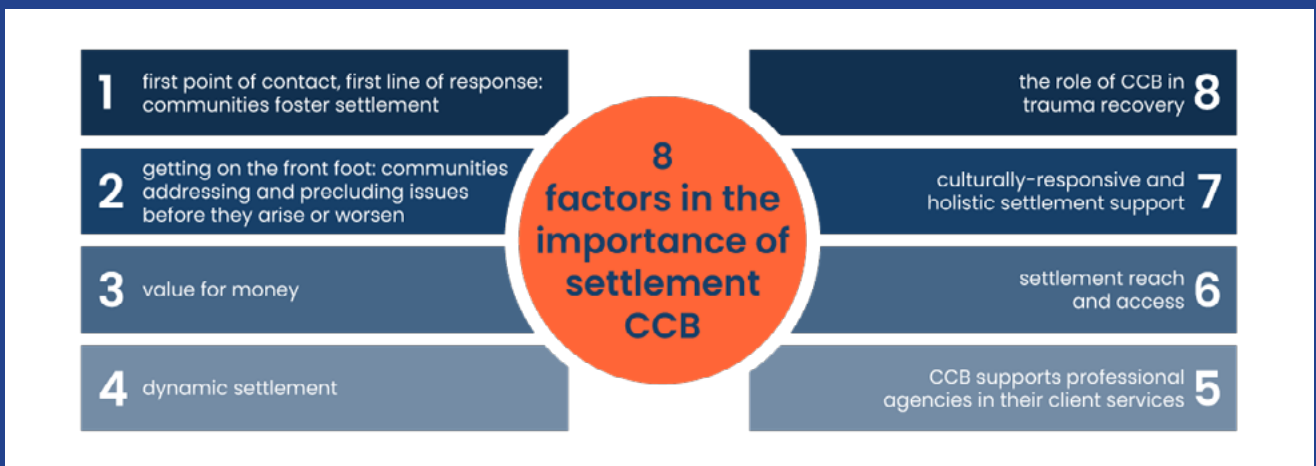 1
first point of contact, first line of response:
communities foster settlement
2
getting on the front foot: communities
addressing and precluding issues
before they arise or worsen
3
value for money
4
dynamic settlement
8
factors in the
importance of
settlement
CCB
the role of CCB in
trauma recovery
8
culturally-responsive and
holistic settlement support
7
settlement reach
and access
6
CCB supports professional
agencies in their client services
5